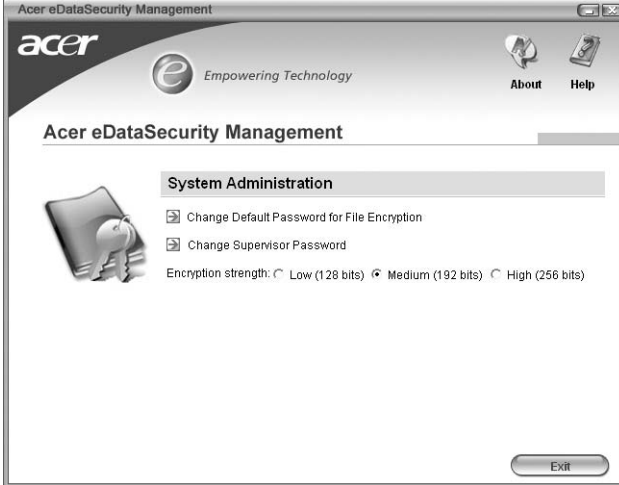 Acer eDataSecurity Management
acer
e Empowering Technology
About Help
Acer eDataSecurity Management
System Administration
Change Default Password for File Encryption
Change Supervisor Password
Encryption strength: Low (128 bits) Medium (192 bits) High (256 bits)
Exit